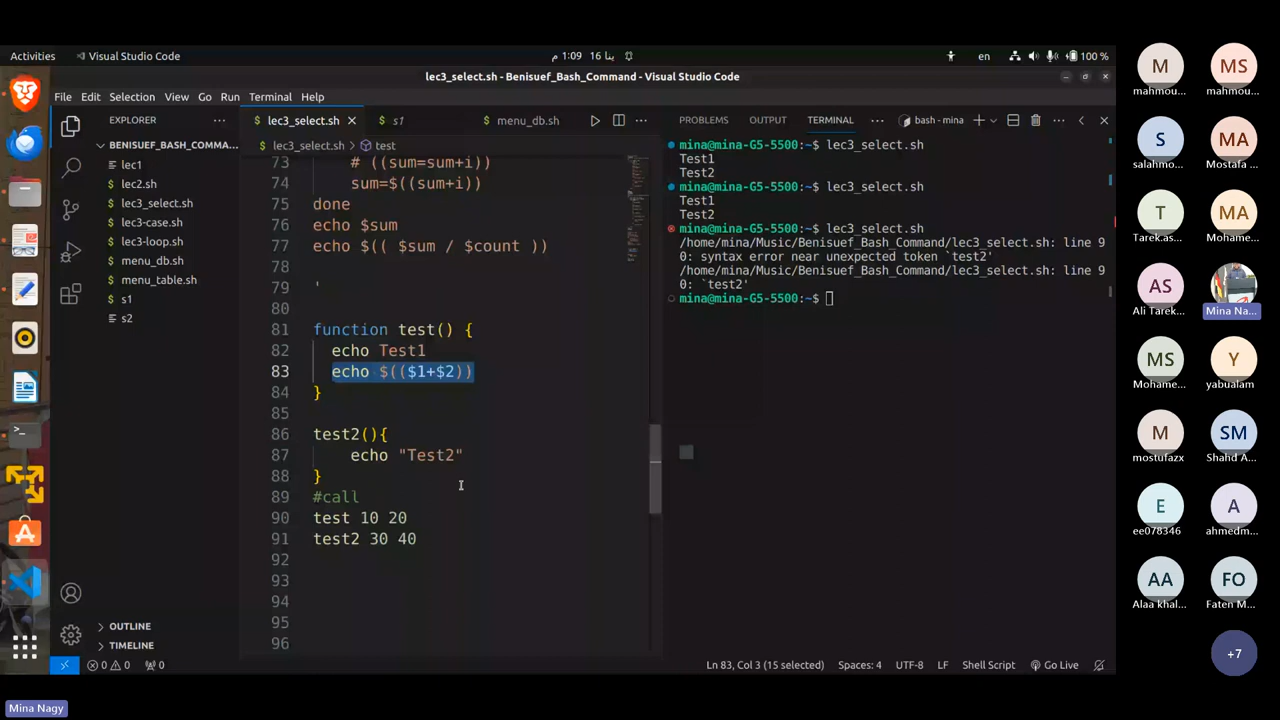 Activities
Visual Studio Code
ينا 16 1:09 م
en
100 %
lec3_select.sh - Benisuef_Bash_Command - Visual Studio Code
File Edit Selection View Go Run Terminal Help
EXPLORER
BENISUEF_BASH_COMMA...
lec1
lec2.sh
lec3_select.sh
lec3-case.sh
lec3-loop.sh
menu_db.sh
menu_table.sh
s1
s2
OUTLINE
TIMELINE
lec3_select.sh
s1
menu_db.sh
lec3_select.sh > test
73 # ((sum=sum+i))
74 sum=$((sum+i))
75 done
76 echo $sum
77 echo $(( $sum / $count ))
78
79 '
80
81 function test() {
82 echo Test1
83 echo $(($1+$2))
84 }
85
86 test2(){
87 echo "Test2"
88 }
89 #call
90 test 10 20
91 test2 30 40
92
93
94
95
96
PROBLEMS OUTPUT TERMINAL
bash - mina
mina@mina-G5-5500:~$ lec3_select.sh
Test1
Test2
mina@mina-G5-5500:~$ lec3_select.sh
Test1
Test2
mina@mina-G5-5500:~$ lec3_select.sh
/home/mina/Music/Benisuef_Bash_Command/lec3_select.sh: line 9
0: syntax error near unexpected token `test2'
/home/mina/Music/Benisuef_Bash_Command/lec3_select.sh: line 9
0: `test2'
mina@mina-G5-5500:~$
0 0 0
Ln 83, Col 3 (15 selected) Spaces: 4 UTF-8 LF Shell Script Go Live
M MS
mahmou... mahmou...
S MA
salahmo... Mostafa ...
T MA
Tarek.as... Mohame...
AS
Ali Tarek... Mina Na...
MS Y
Mohame... yabualam
M SM
mostufazx Shahd A...
E A
ee078346 ahmedm...
AA FO
Alaa khal... Faten M...
+7
Mina Nagy